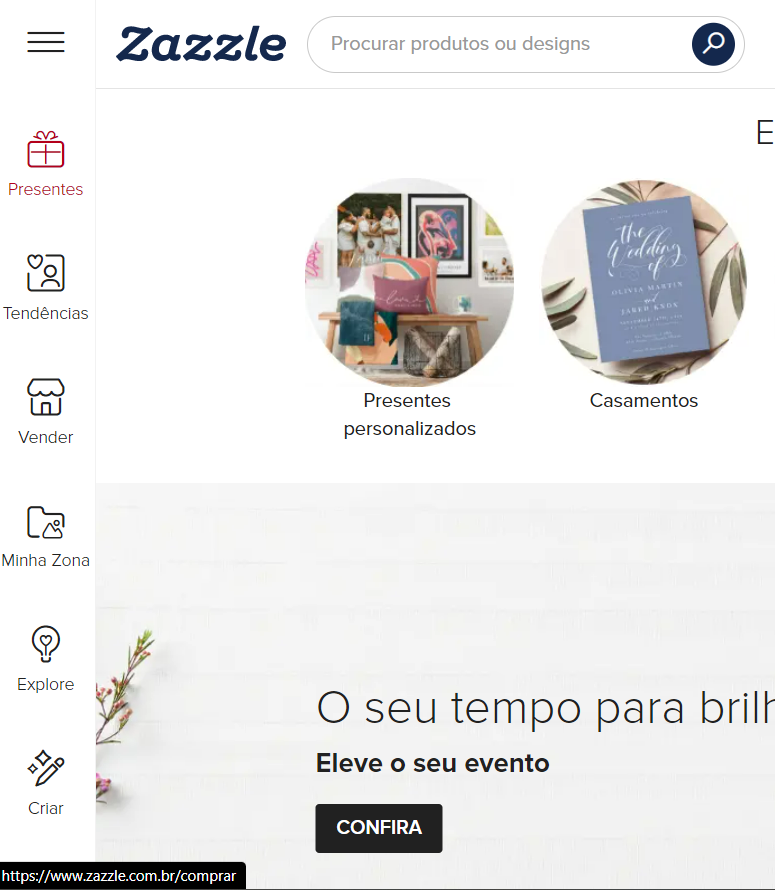 Zazzle
Procurar produtos ou designs
Presentes
Tendências
Vender
Minha Zona
Explore
Criar
E
the
Wedding
of
OLIVIA MARTIN
and
JARED KNOX
Presentes
personalizados
Casamentos
O seu tempo para brilh
Eleve o seu evento
CONFIRA
https://www.zazzle.com.br/comprar